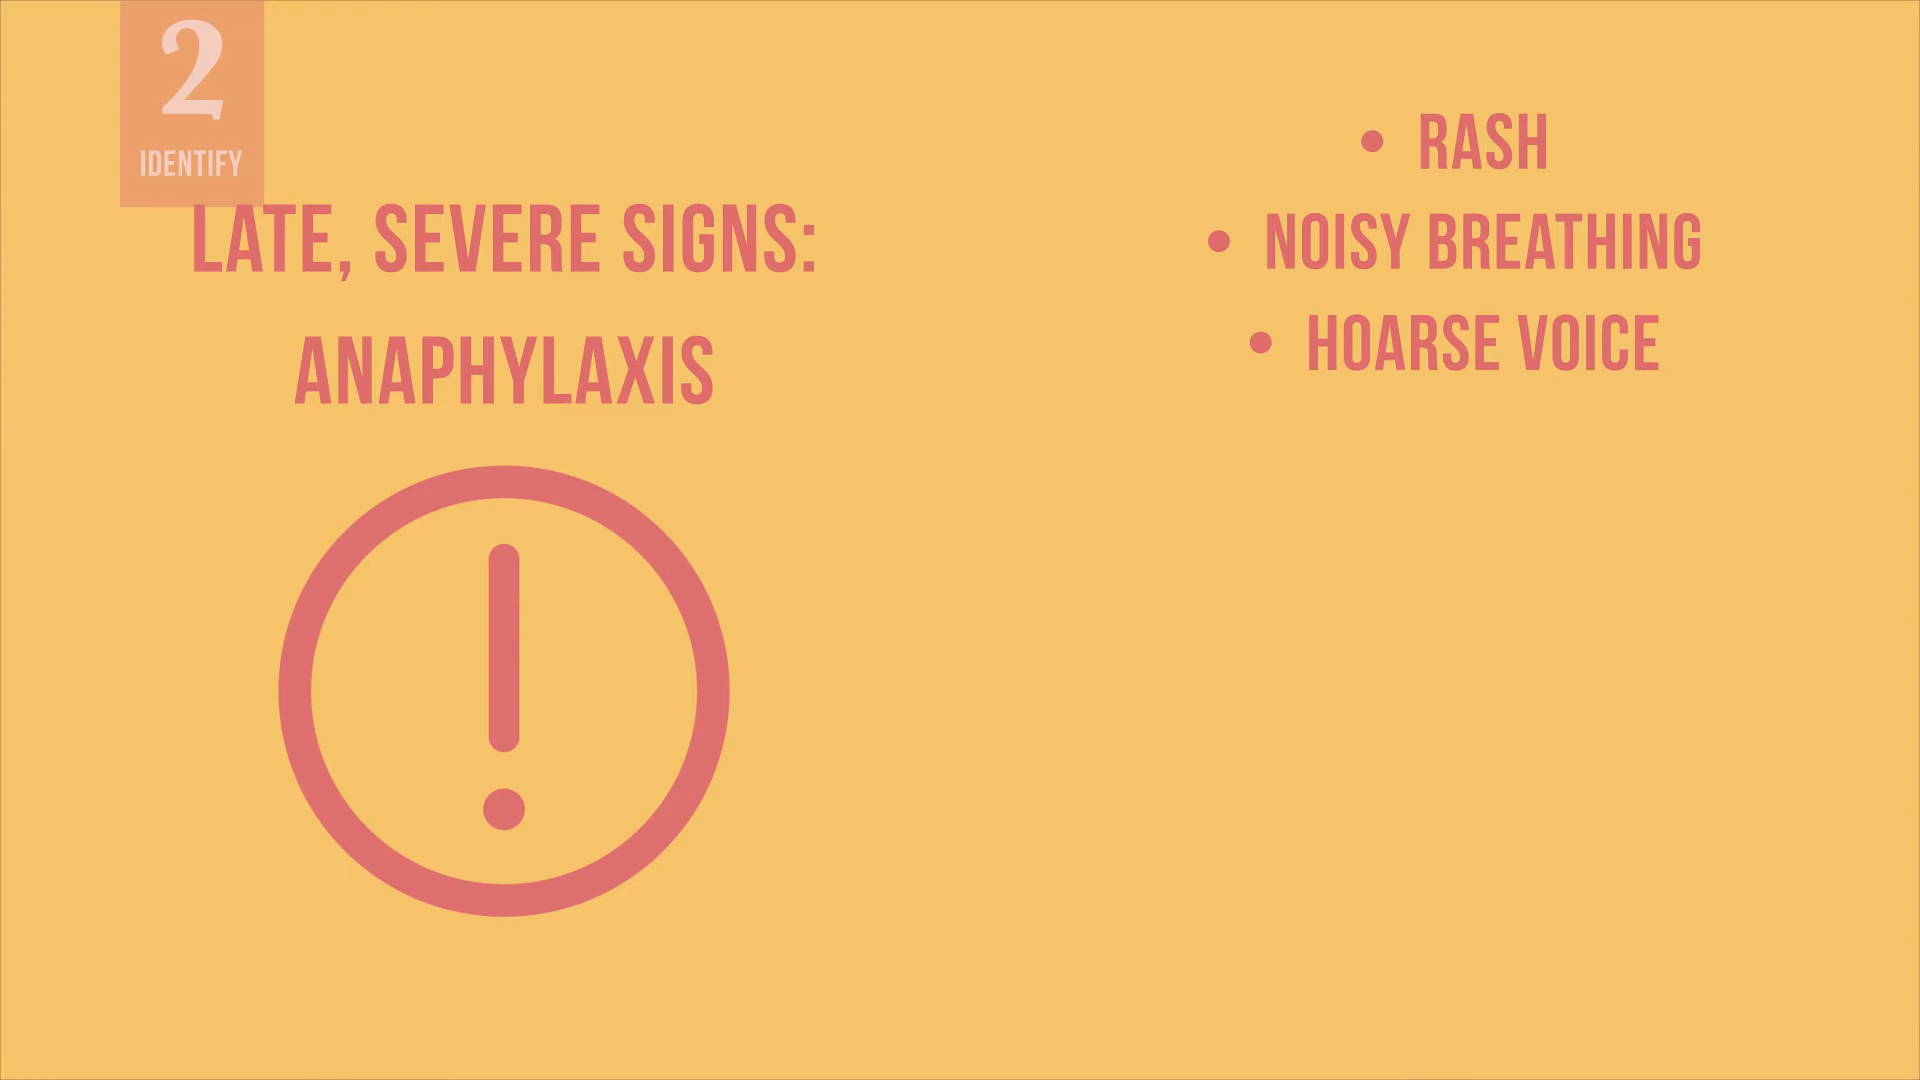 2
IDENTIFY
LATE, SEVERE SIGNS:
ANAPHYLAXIS
• RASH
• NOISY BREATHING
• HOARSE VOICE